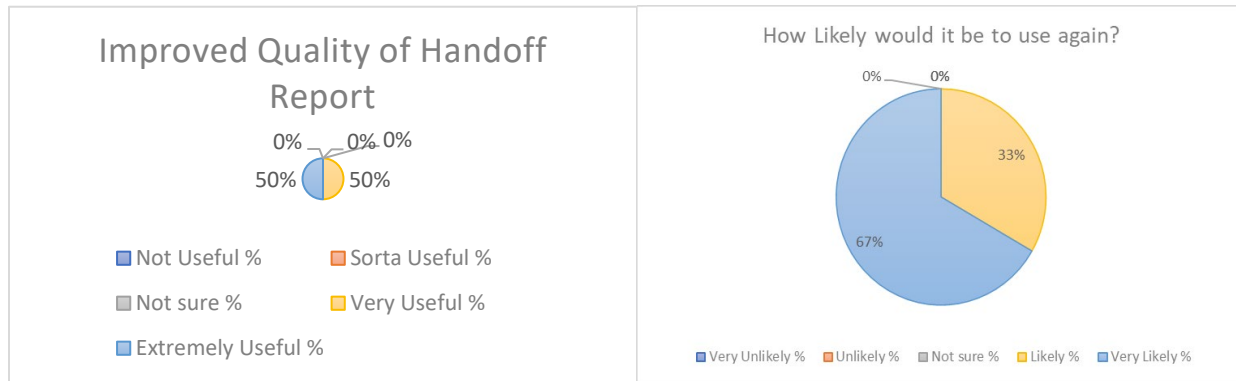 Improved Quality of Handoff
Report
0% 0% 0%
50% 50%
Not Useful % Sorta Useful %
Not sure % Very Useful %
Extremely Useful %
How Likely would it be to use again?
0% 0%
33%
67%
Very Unlikely % Unlikely % Not sure % Likely % Very Likely %